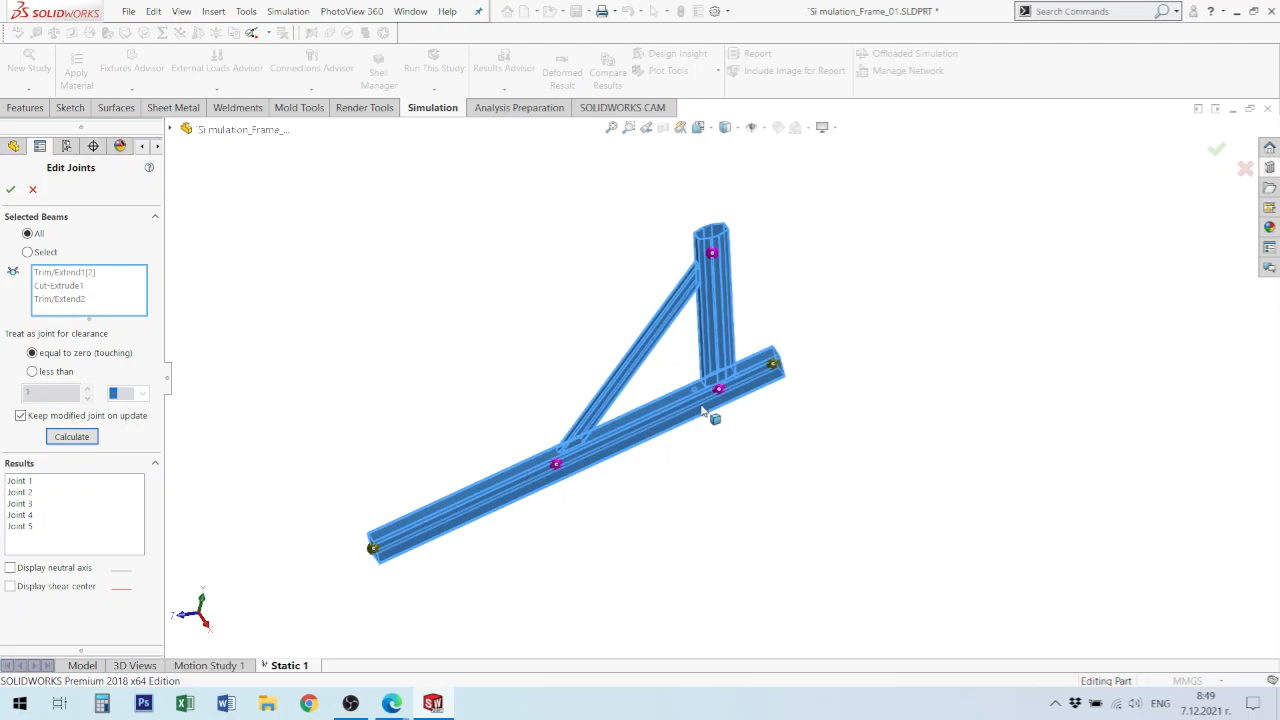 SOLIDWORKS File Edit View Insert Tools Simulation PhotoView 360 Window Help Si mulation_Frame_01.SLDPRT * Search Commands
New Study Apply Material Fixtures Advisor External Loads Advisor Connections Advisor Shell Manager Run This Study Results Advisor Deformed Result Compare Results Design Insight Plot Tools Report Include Image for Report Offloaded Simulation Manage Network
Features Sketch Surfaces Sheet Metal Weldments Mold Tools Render Tools Simulation Analysis Preparation SOLIDWORKS CAM
Si mulation_Frame_...
Edit Joints
Selected Beams
All
Select
Trim/Extend1[2]
Cut-Extrude1
Trim/Extend2
Treat as joint for clearance
equal to zero (touching)
less than
Keep modified joint on update
Calculate
Results
Joint 1
Joint 2
Joint 3
Joint 4
Joint 5
Display neutral axis
Display shear center
Y
Z
X
Model 3D Views Motion Study 1 Static 1
SOLIDWORKS Premium 2018 x64 Edition Editing Part MMGS
ENG 8:49
7.12.2021 г.